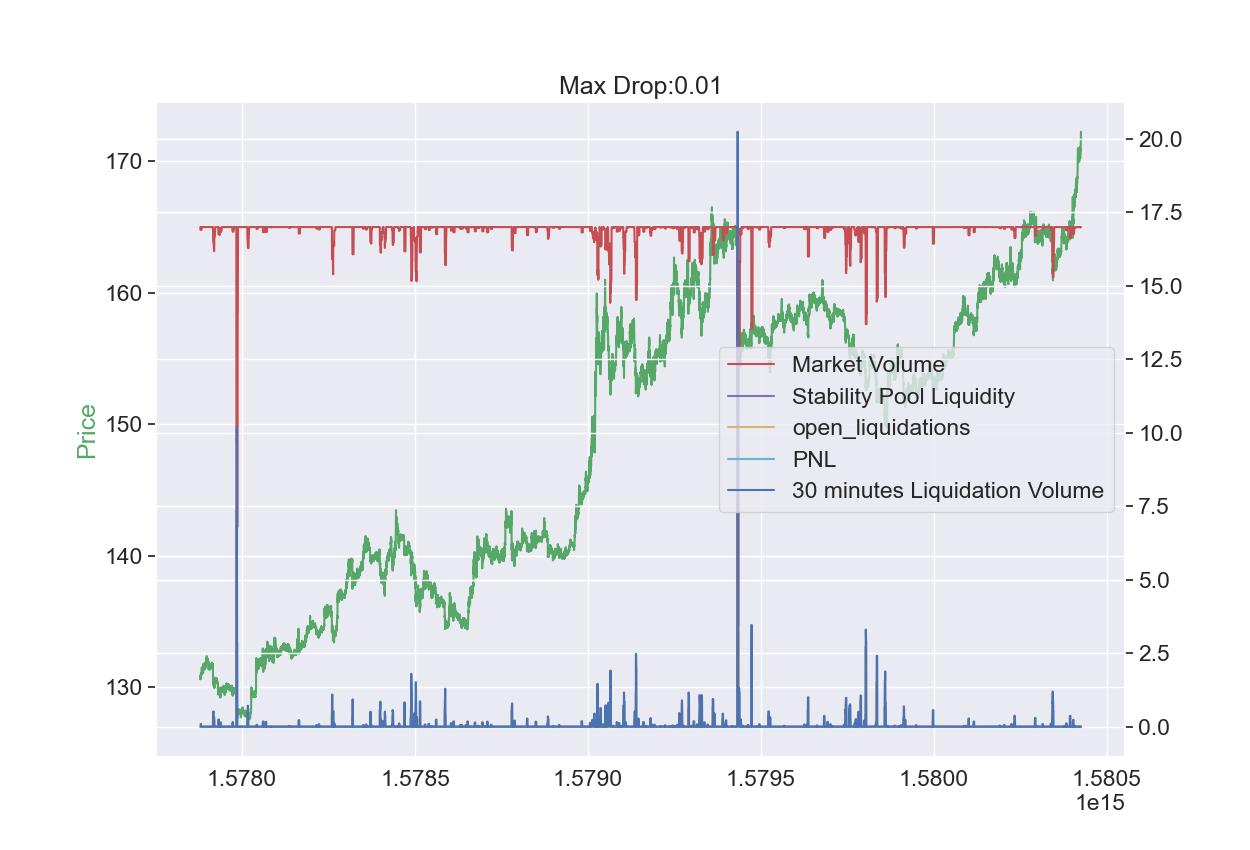 Max Drop:0.01
170
160
150
140
130
Price
20.0
17.5
15.0
12.5
10.0
7.5
5.0
2.5
0.0
Market Volume
Stability Pool Liquidity
open_liquidations
PNL
30 minutes Liquidation Volume
1.5780 1.5785 1.5790 1.5795 1.5800 1.5805
1e15